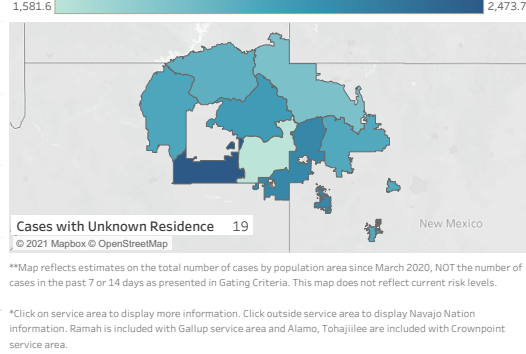 1,581.6 2,473.7
New Mexico
Cases with Unknown Residence 19
© 2021 Mapbox © OpenStreetMap
**Map reflects estimates on the total number of cases by population area since March 2020, NOT the number of
cases in the past 7 or 14 days as presented in Gating Criteria. This map does not reflect current risk levels.
*Click on service area to display more information. Click outside service area to display Navajo Nation
information. Ramah is included with Gallup service area and Alamo, Tohajiilee are included with Crownpoint
service area.